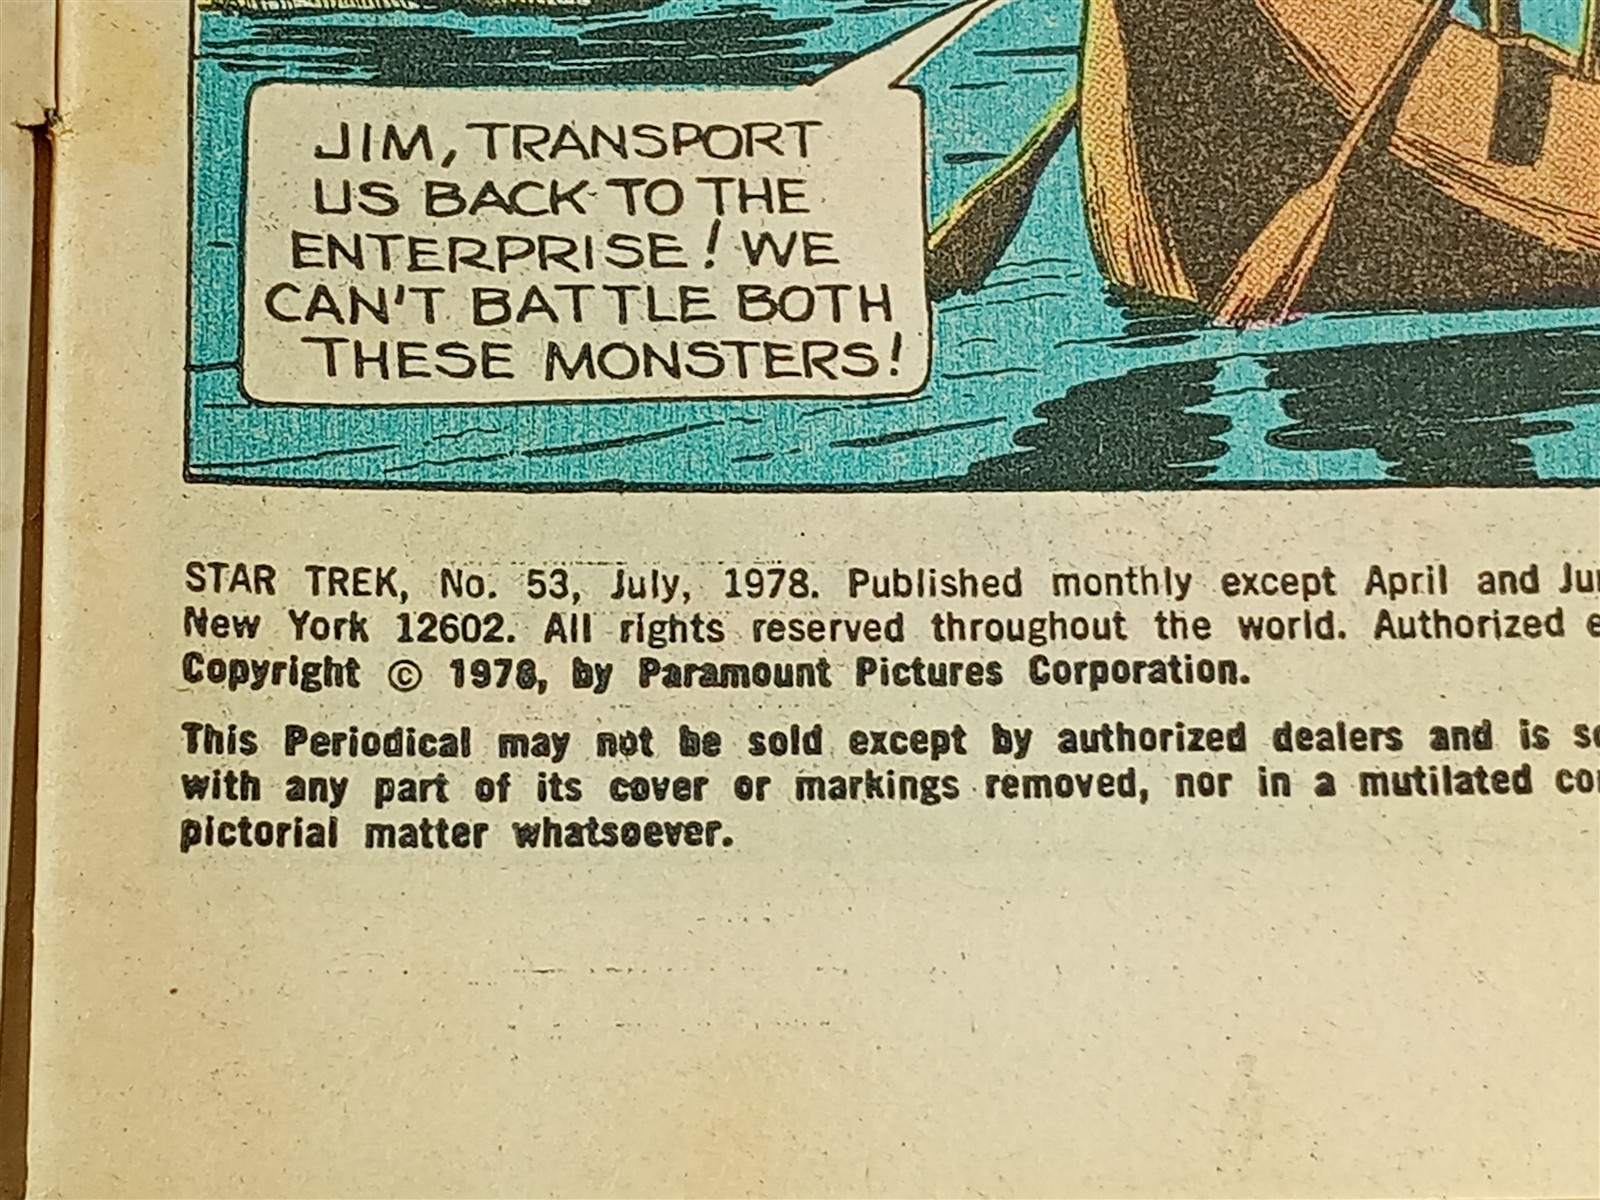 JIM, TRANSPORT
US BACK TO THE
ENTERPRISE! WE
CAN'T BATTLE BOTH
THESE MONSTERS!
STAR TREK, No. 53, July, 1978. Published monthly except April and
New York 12602. All rights reserved throughout the world. Authorized
Copyright © 1978, by Paramount Pictures Corporation.
This Periodical may not be sold except by authorized dealers and is
with any part of its cover or markings removed, nor in a mutilated
pictorial matter whatsoever.